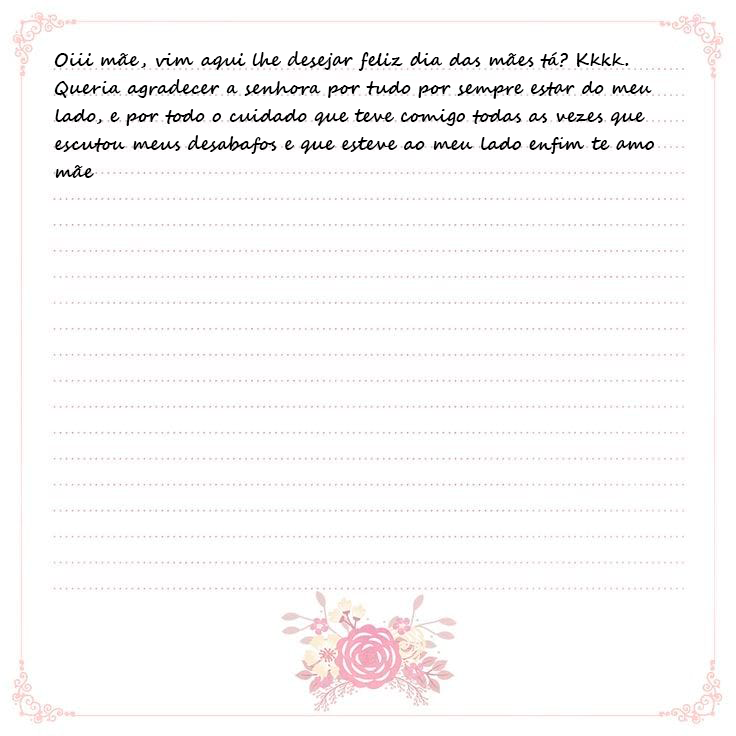 Oiii mãe, vim aqui lhe desejar feliz dia das mães tá? Kkkk.
Queria agradecer a senhora por tudo por sempre estar do meu
lado, e por todo o cuidado que teve comigo todas as vezes que
escutou meus desabafos e que esteve ao meu lado enfim te amo
mãe